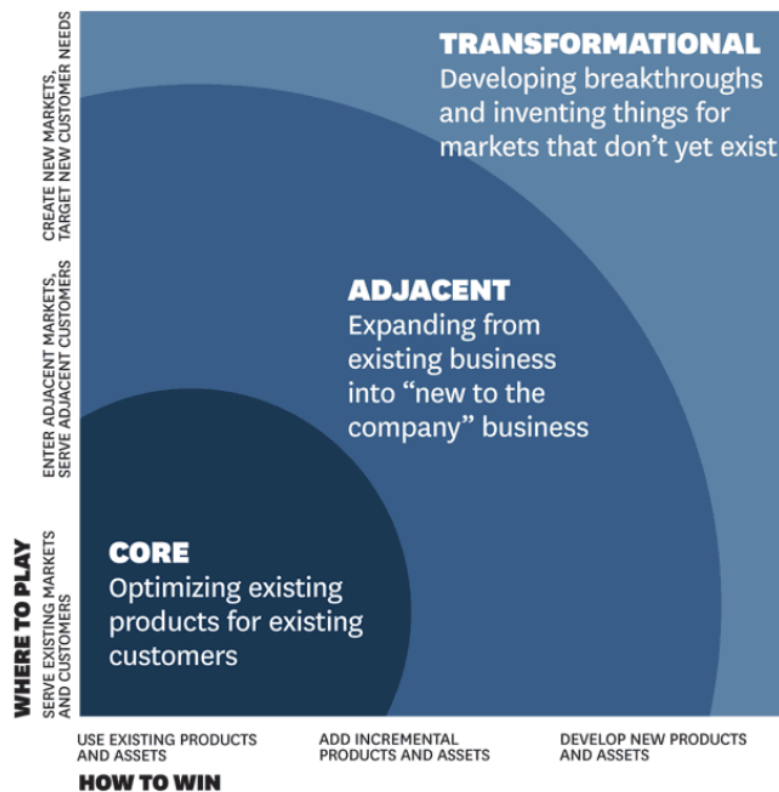 TRANSFORMATIONAL
Developing breakthroughs
and inventing things for
markets that don’t yet exist
ADJACENT
Expanding from
existing business
into “new to the
company” business
CORE
Optimizing existing
products for existing
customers
WHERE TO PLAY
CREATE NEW MARKETS,
TARGET NEW CUSTOMER NEEDS
ENTER ADJACENT MARKETS,
SERVE ADJACENT CUSTOMERS
SERVE EXISTING MARKETS
AND CUSTOMERS
USE EXISTING PRODUCTS
AND ASSETS
ADD INCREMENTAL
PRODUCTS AND ASSETS
DEVELOP NEW PRODUCTS
AND ASSETS
HOW TO WIN